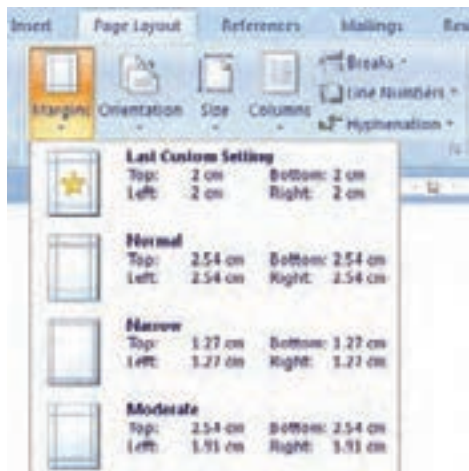 Insert Page Layout References Mailings
Breaks
Margins Orientation Size Columns Line Numbers
Hyphenation
Last Custom Setting
Top: 2 cm Bottom: 2 cm
Left: 2 cm Right: 2 cm
Normal
Top: 2.54 cm Bottom: 2.54 cm
Left: 2.54 cm Right: 2.54 cm
Narrow
Top: 1.27 cm Bottom: 1.27 cm
Left: 1.27 cm Right: 1.27 cm
Moderate
Top: 2.54 cm Bottom: 2.54 cm
Left: 1.91 cm Right: 1.91 cm